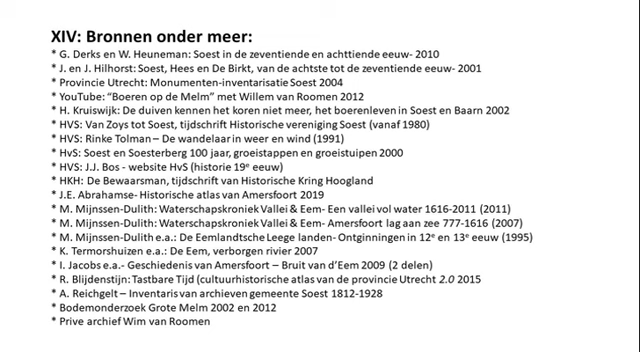 XIV: Bronnen onder meer:
* G. Derks en W. Heuneman: Soest in de zeventiende en achttiende eeuw- 2010
* J. en J. Hilhorst: Soest, Hees en De Birkt, van de achtste tot de zeventiende eeuw- 2001
* Provincie Utrecht: Monumenten-inventarisatie Soest 2004
* YouTube: “Boeren op de Melm” met Willem van Roomen 2012
* H. Kruiswijk: De duiven kennen het koren niet meer, het boerenleven in Soest en Baarn 2002
* HVS: Van Zoys tot Soest, tijdschrift Historische vereniging Soest (vanaf 1980)
* HVS: Rinke Tolman – De wandelaar in weer en wind (1991)
* HvS: Soest en Soesterberg 100 jaar, groeistappen en groeistuipen 2000
* HVS: J.J. Bos - website HvS (historie 19e eeuw)
* HKH: De Bewaarsman, tijdschrift van Historische Kring Hoogland
* J.E. Abrahamse- Historische atlas van Amersfoort 2019
* M. Mijnssen-Dulith: Waterschapskroniek Vallei & Eem- Een vallei vol water 1616-2011 (2011)
* M. Mijnssen-Dulith: Waterschapskroniek Vallei & Eem- Amersfoort lag aan zee 777-1616 (2007)
* M. Mijnssen-Dulith e.a.: De Eemlandtsche Leege landen- Ontginningen in 12e en 13e eeuw (1995)
* K. Termorshuizen e.a.: De Eem, verborgen rivier 2007
* I. Jacobs e.a.- Geschiedenis van Amersfoort – Bruit van d’Eem 2009 (2 delen)
* R. Blijdenstijn: Tastbare Tijd (cultuurhistorische atlas van de provincie Utrecht 2.0 2015
* A. Reichgelt – Inventaris van archieven gemeente Soest 1812-1928
* Bodemonderzoek Grote Melm 2002 en 2012
* Prive archief Wim van Roomen